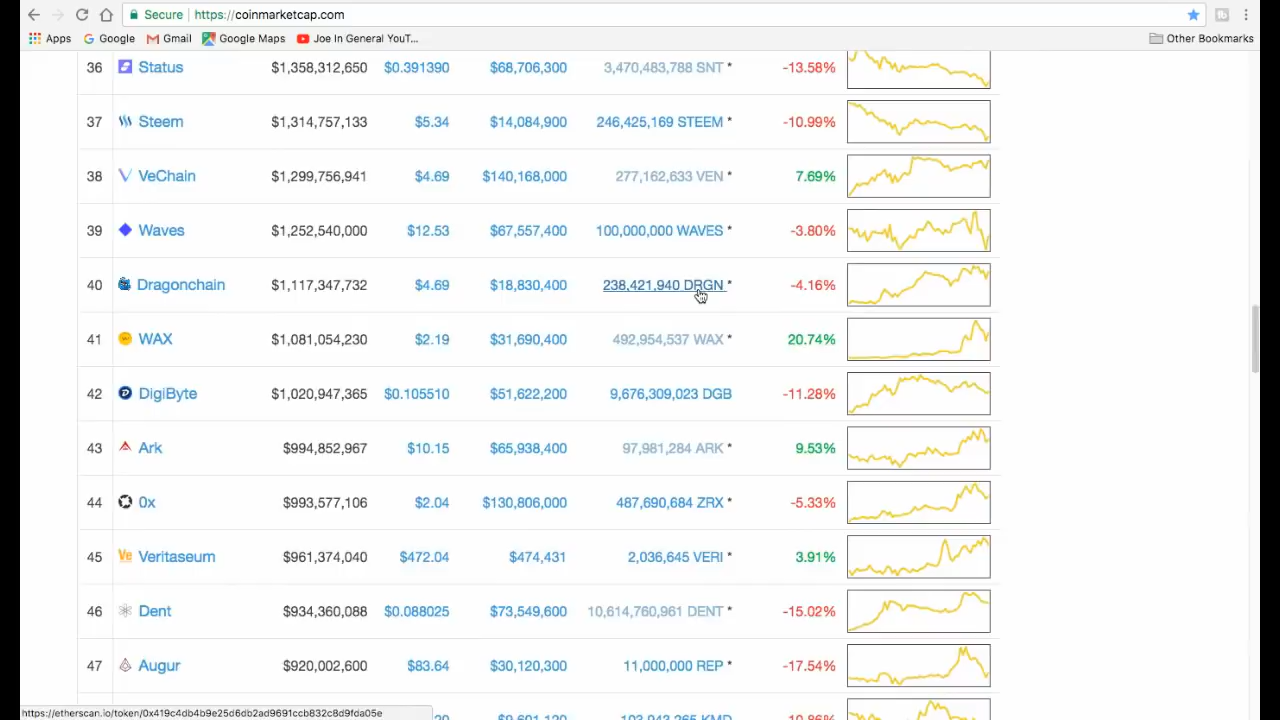 Secure https://coinmarketcap.com
Apps Google Gmail Google Maps Joe In General YouT... Other Bookmarks
36 Status $1,358,312,650 $0.391390 $68,706,300 3,470,483,788 SNT * -13.58%
37 Steem $1,314,757,133 $5.34 $14,084,900 246,425,169 STEEM * -10.99%
38 VeChain $1,299,756,941 $4.69 $140,168,000 277,162,633 VEN * 7.69%
39 Waves $1,252,540,000 $12.53 $67,557,400 100,000,000 WAVES * -3.80%
40 Dragonchain $1,117,347,732 $4.69 $18,830,400 238,421,940 DRGN * -4.16%
41 WAX $1,081,054,230 $2.19 $31,690,400 492,954,537 WAX * 20.74%
42 DigiByte $1,020,947,365 $0.105510 $51,622,200 9,676,309,023 DGB -11.28%
43 Ark $994,852,967 $10.15 $65,938,400 97,981,284 ARK * 9.53%
44 0x $993,577,106 $2.04 $130,806,000 487,690,684 ZRX * -5.33%
45 Ve Veritaseum $961,374,040 $472.04 $474,431 2,036,645 VERI * 3.91%
46 Dent $934,360,088 $0.088025 $73,549,600 10,614,760,961 DENT * -15.02%
47 Augur $920,002,600 $83.64 $30,120,300 11,000,000 REP * -17.54%
https://etherscan.io/token/0x419c4db4b9e25d6db2ad9691ccb832c8d9fda05e